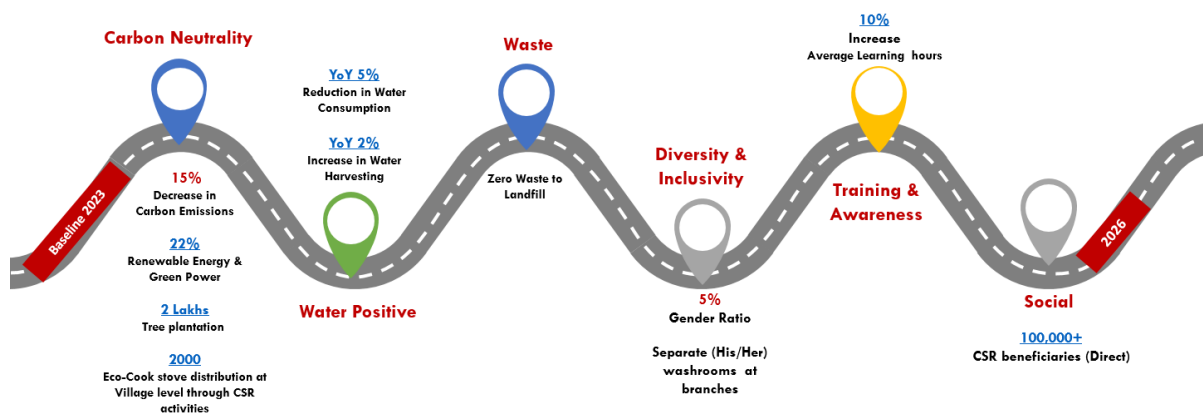 Baseline 2023
Carbon Neutrality
15%
Decrease in
Carbon Emissions
22%
Renewable Energy &
Green Power
2 Lakhs
Tree plantation
2000
Eco-Cook stove distribution at
Village level through CSR
activities
YoY 5%
Reduction in Water
Consumption
YoY 2%
Increase in Water
Harvesting
Water Positive
Waste
Zero Waste to
Landfill
Diversity &
Inclusivity
5%
Gender Ratio
Separate (His/Her)
washrooms at
branches
10%
Increase
Average Learning hours
Training &
Awareness
Social
100,000+
CSR beneficiaries (Direct)
2026